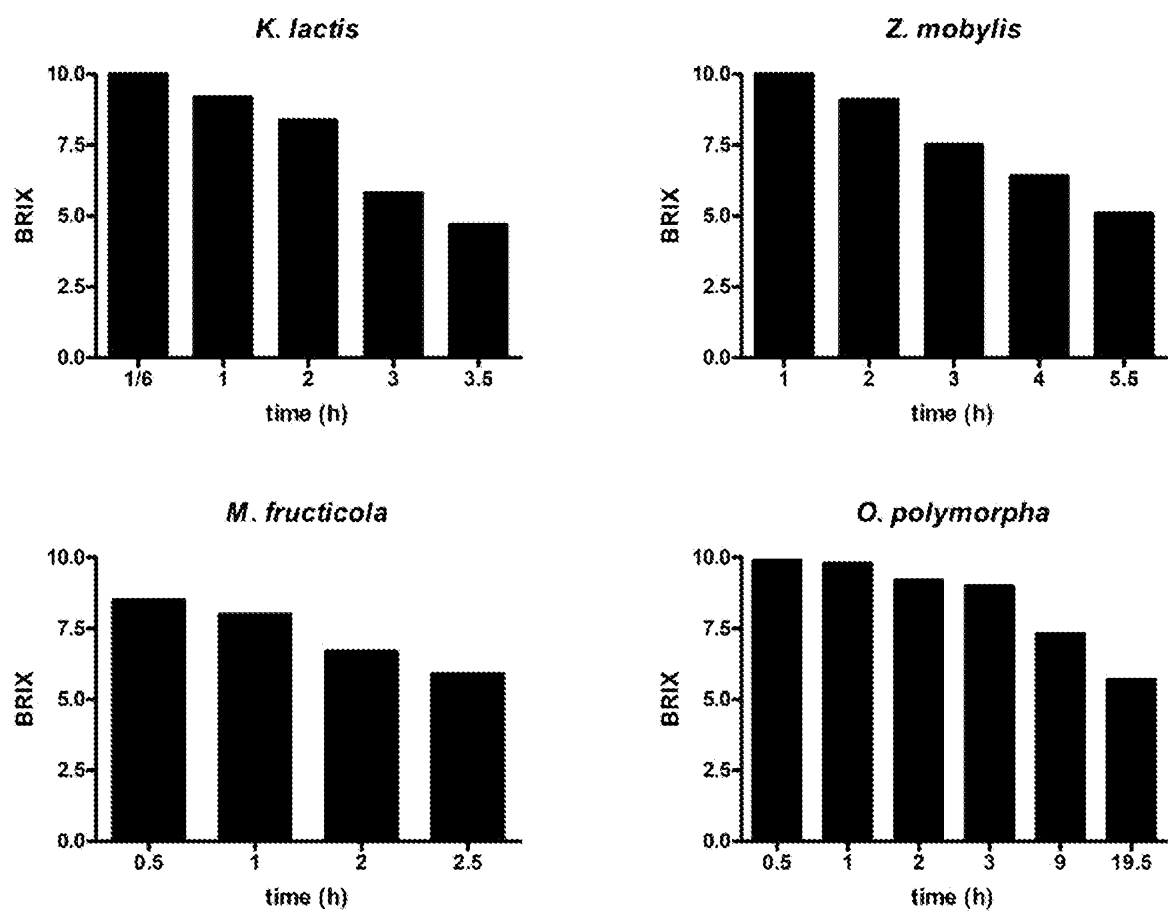 K. lactis
BRIX
10.0
7.5
5.0
2.5
0.0
1/6 1 2 3 3.5
time (h)
Z. mobylis
BRIX
10.0
7.5
5.0
2.5
0.0
1 2 3 4 5.5
time (h)
M. fructicola
BRIX
10.0
7.5
5.0
2.5
0.0
0.5 1 2 2.5
time (h)
O. polymorpha
BRIX
10.0
7.5
5.0
2.5
0.0
0.5 1 2 3 9 19.5
time (h)